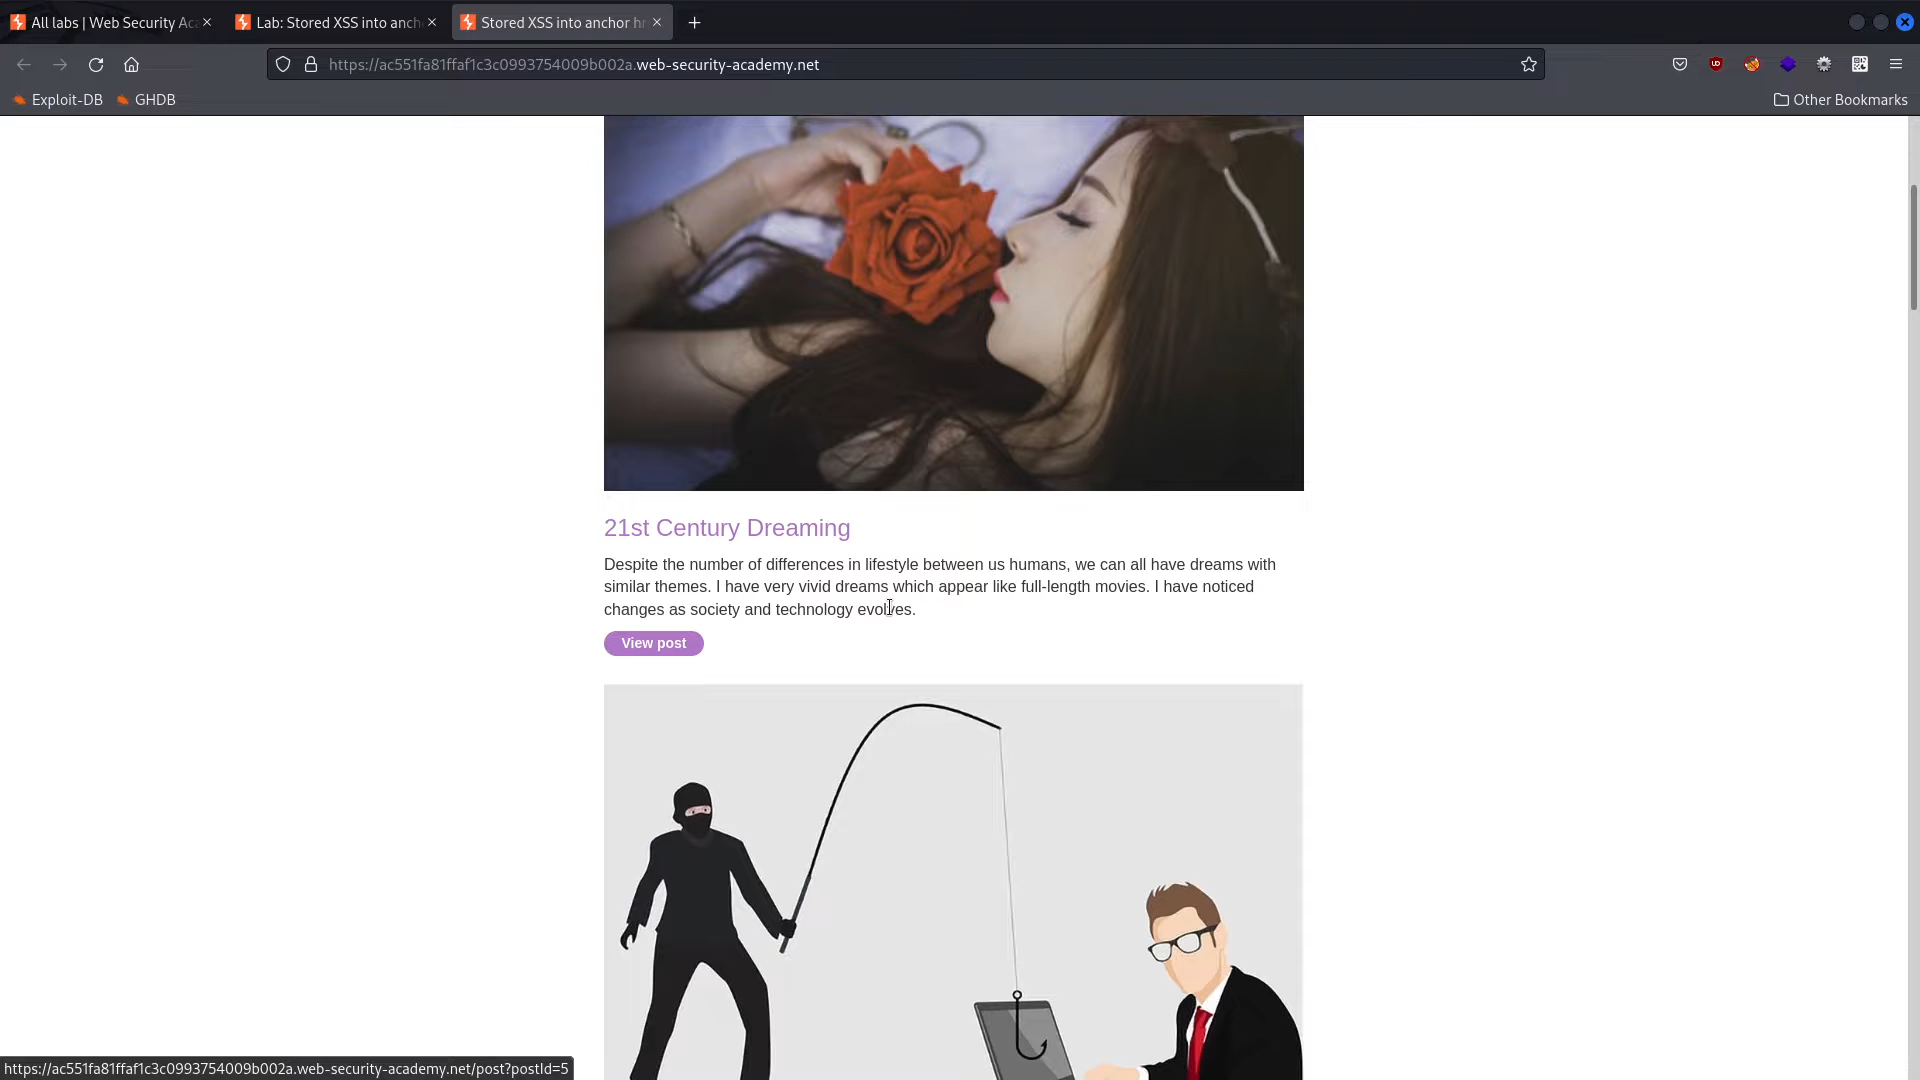 All labs | Web Security Ac
Lab: Stored XSS into anch
Stored XSS into anchor h
https://ac551fa81ffaf1c3c0993754009b002a.web-security-academy.net
Exploit-DB
GHDB
Other Bookmarks
21st Century Dreaming
Despite the number of differences in lifestyle between us humans, we can all have dreams with
similar themes. I have very vivid dreams which appear like full-length movies. I have noticed
changes as society and technology evolves.
View post
https://ac551fa81ffaf1c3c0993754009b002a.web-security-academy.net/post?postId=5